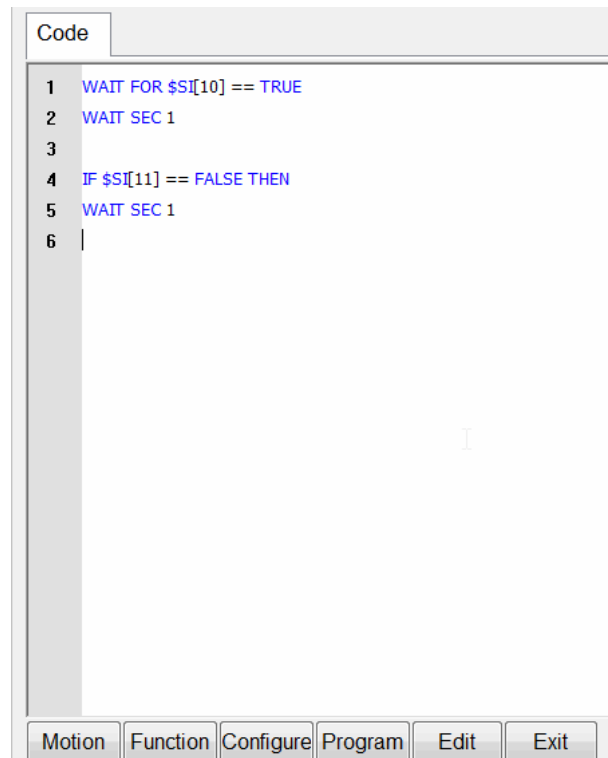 Code
1 WAIT FOR $SI[10] == TRUE
2 WAIT SEC 1
3
4 IF $SI[11] == FALSE THEN
5 WAIT SEC 1
6
Motion Function Configure Program Edit Exit